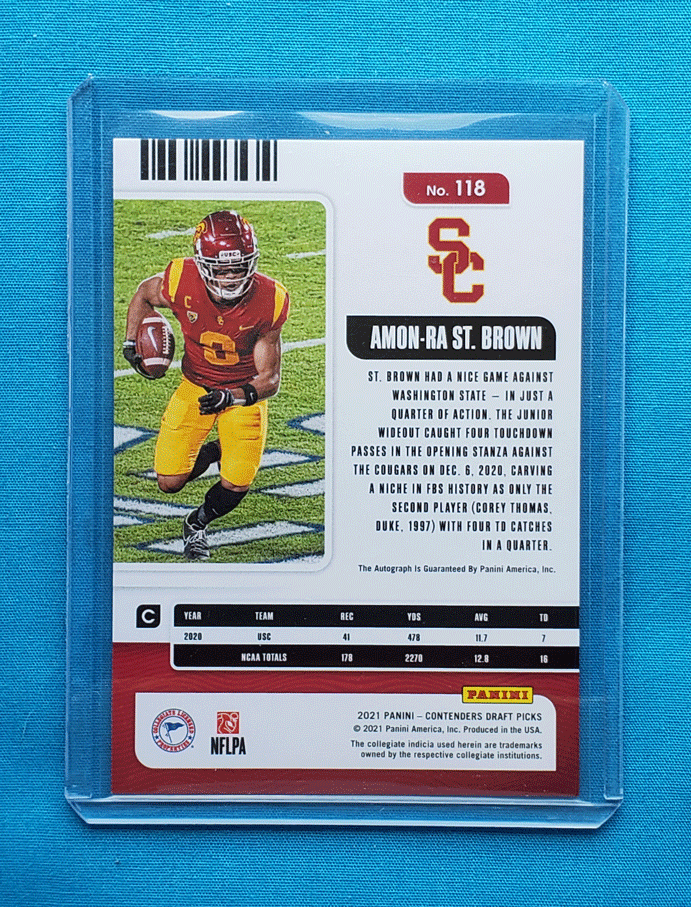 No. 118
SC
USC
C
AMON-RA ST. BROWN
ST. BROWN HAD A NICE GAME AGAINST
WASHINGTON STATE – IN JUST A
QUARTER OF ACTION. THE JUNIOR
WIDEOUT CAUGHT FOUR TOUCHDOWN
PASSES IN THE OPENING STANZA AGAINST
THE COUGARS ON DEC. 6, 2020, CARVING
A NICHE IN FBS HISTORY AS ONLY THE
SECOND PLAYER (COREY THOMAS,
DUKE, 1997) WITH FOUR TD CATCHES
IN A QUARTER.
The Autograph Is Guaranteed By Panini America, Inc.
C YEAR TEAM REC YDS AVG TD
2020 USC 41 478 11.7 7
NCAA TOTALS 178 2270 12.8 16
PANINI
COLLEGIATE LICENSED PROPERTIES
NFLPA
2021 PANINI – CONTENDERS DRAFT PICKS
© 2021 Panini America, Inc. Produced in the USA.
The collegiate indicia used herein are trademarks
owned by the respective collegiate institutions.